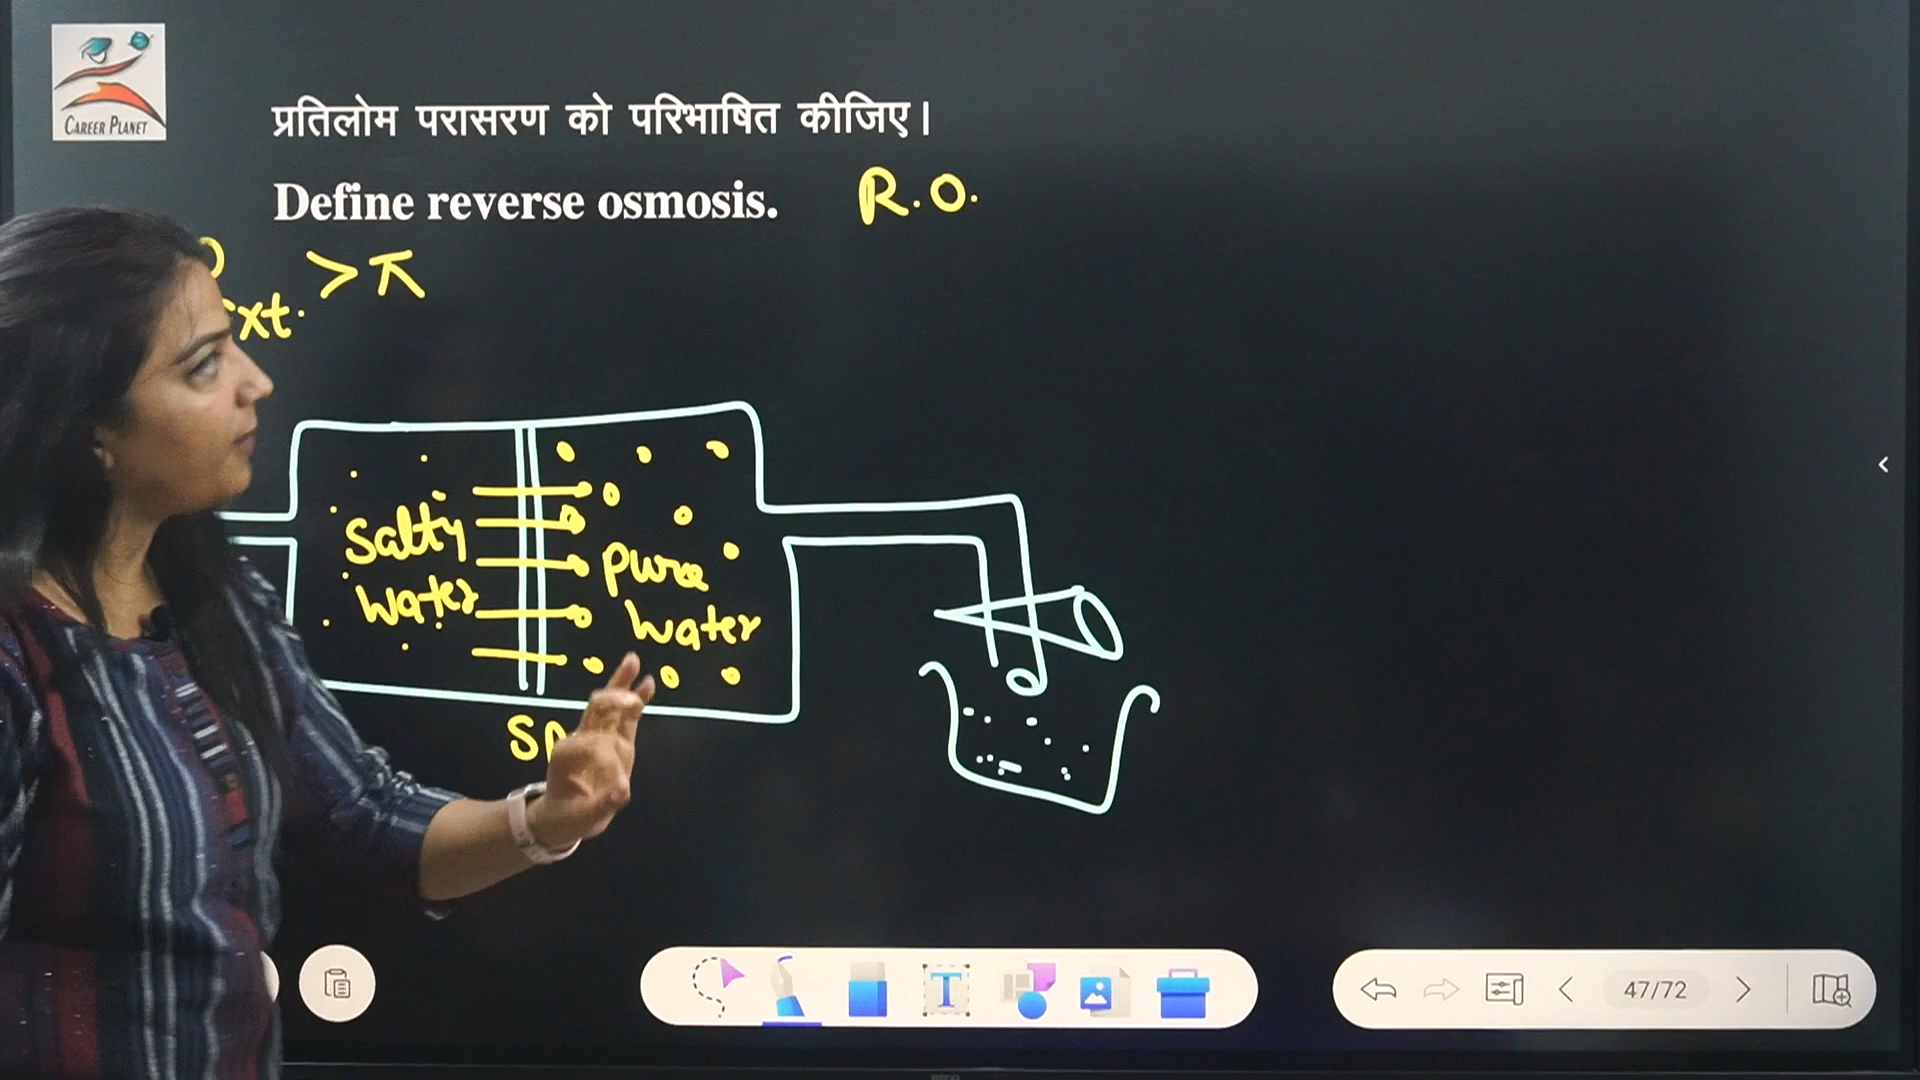 CAREER PLANET
प्रतिलोम परासरण को परिभाषित कीजिए।
Define reverse osmosis. R.O.
> π
xt.
Salty
water
pure
water
47/72